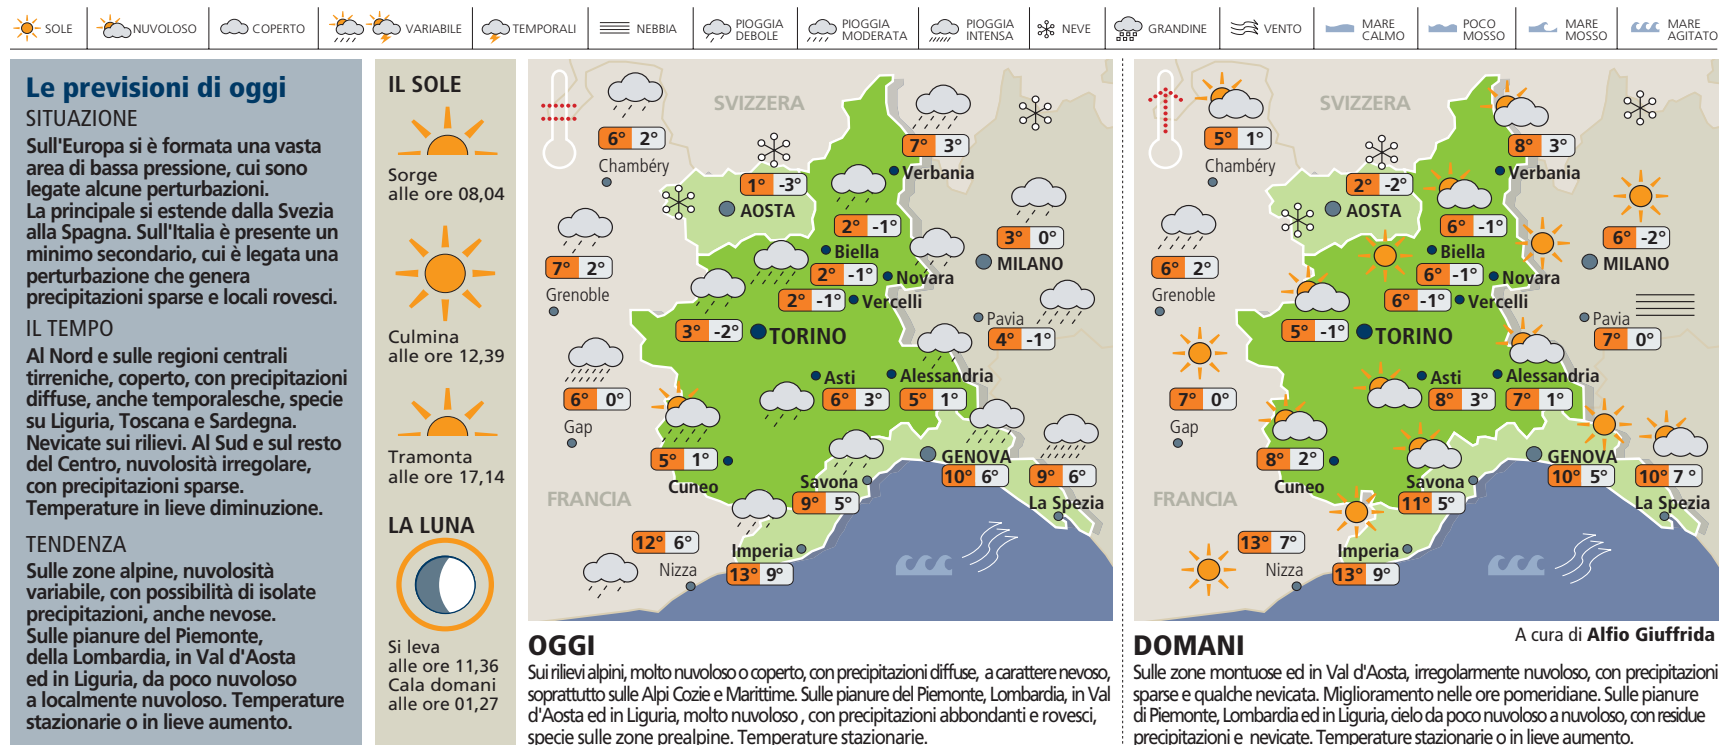 SOLE
NUVOLOSO
COPERTO
VARIABILE
TEMPORALI
NEBBIA
PIOGGIA
DEBOLE
PIOGGIA
MODERATA
PIOGGIA
INTENSA
NEVE
GRANDINE
VENTO
MARE
CALMO
POCO
MOSSO
MARE
MOSSO
MARE
AGITATO
Le previsioni di oggi
SITUAZIONE
Sull'Europa si è formata una vasta
area di bassa pressione, cui sono
legate alcune perturbazioni.
La principale si estende dalla Svezia
alla Spagna. Sull'Italia è presente un
minimo secondario, cui è legata una
perturbazione che genera
precipitazioni sparse e locali rovesci.
IL TEMPO
Al Nord e sulle regioni centrali
tirreniche, coperto, con precipitazioni
diffuse, anche temporalesche, specie
su Liguria, Toscana e Sardegna.
Nevicate sui rilievi. Al Sud e sul resto
del Centro, nuvolosità irregolare,
con precipitazioni sparse.
Temperature in lieve diminuzione.
TENDENZA
Sulle zone alpine, nuvolosità
variabile, con possibilità di isolate
precipitazioni, anche nevose.
Sulle pianure del Piemonte,
della Lombardia, in Val d'Aosta
ed in Liguria, da poco nuvoloso
a localmente nuvoloso. Temperature
stazionarie o in lieve aumento.
IL SOLE
Sorge
alle ore 08,04
Culmina
alle ore 12,39
Tramonta
alle ore 17,14
LA LUNA
Si leva
alle ore 11,36
Cala domani
alle ore 01,27
SVIZZERA
6° 2°
Chambéry
7° 3°
Verbania
1° -3°
AOSTA
2° -1°
Biella
3° 0°
MILANO
7° 2°
Grenoble
2° -1°
Novara
2° -1°
Vercelli
3° -2°
TORINO
Pavia
4° -1°
Asti
6° 3°
Alessandria
5° 1°
6° 0°
Gap
5° 1°
Cuneo
GENOVA
10° 6°
9° 6°
La Spezia
Savona
9° 5°
FRANCIA
12° 6°
Nizza
Imperia
13° 9°
OGGI
Sui rilievi alpini, molto nuvoloso o coperto, con precipitazioni diffuse, a carattere nevoso,
soprattutto sulle Alpi Cozie e Marittime. Sulle pianure del Piemonte, Lombardia, in Val
d'Aosta ed in Liguria, molto nuvoloso , con precipitazioni abbondanti e rovesci,
specie sulle zone prealpine. Temperature stazionarie.
SVIZZERA
5° 1°
Chambéry
8° 3°
Verbania
2° -2°
AOSTA
6° -1°
Biella
6° -2°
MILANO
6° 2°
Grenoble
6° -1°
Novara
6° -1°
Vercelli
5° -1°
TORINO
Pavia
7° 0°
Asti
8° 3°
Alessandria
7° 1°
7° 0°
Gap
8° 2°
Cuneo
GENOVA
10° 5°
10° 7 °
La Spezia
Savona
11° 5°
FRANCIA
13° 7°
Nizza
Imperia
13° 9°
DOMANI
A cura di Alfio Giuffrida
Sulle zone montuose ed in Val d'Aosta, irregolarmente nuvoloso, con precipitazioni
sparse e qualche nevicata. Miglioramento nelle ore pomeridiane. Sulle pianure
di Piemonte, Lombardia ed in Liguria, cielo da poco nuvoloso a nuvoloso, con residue
precipitazioni e nevicate. Temperature stazionarie o in lieve aumento.